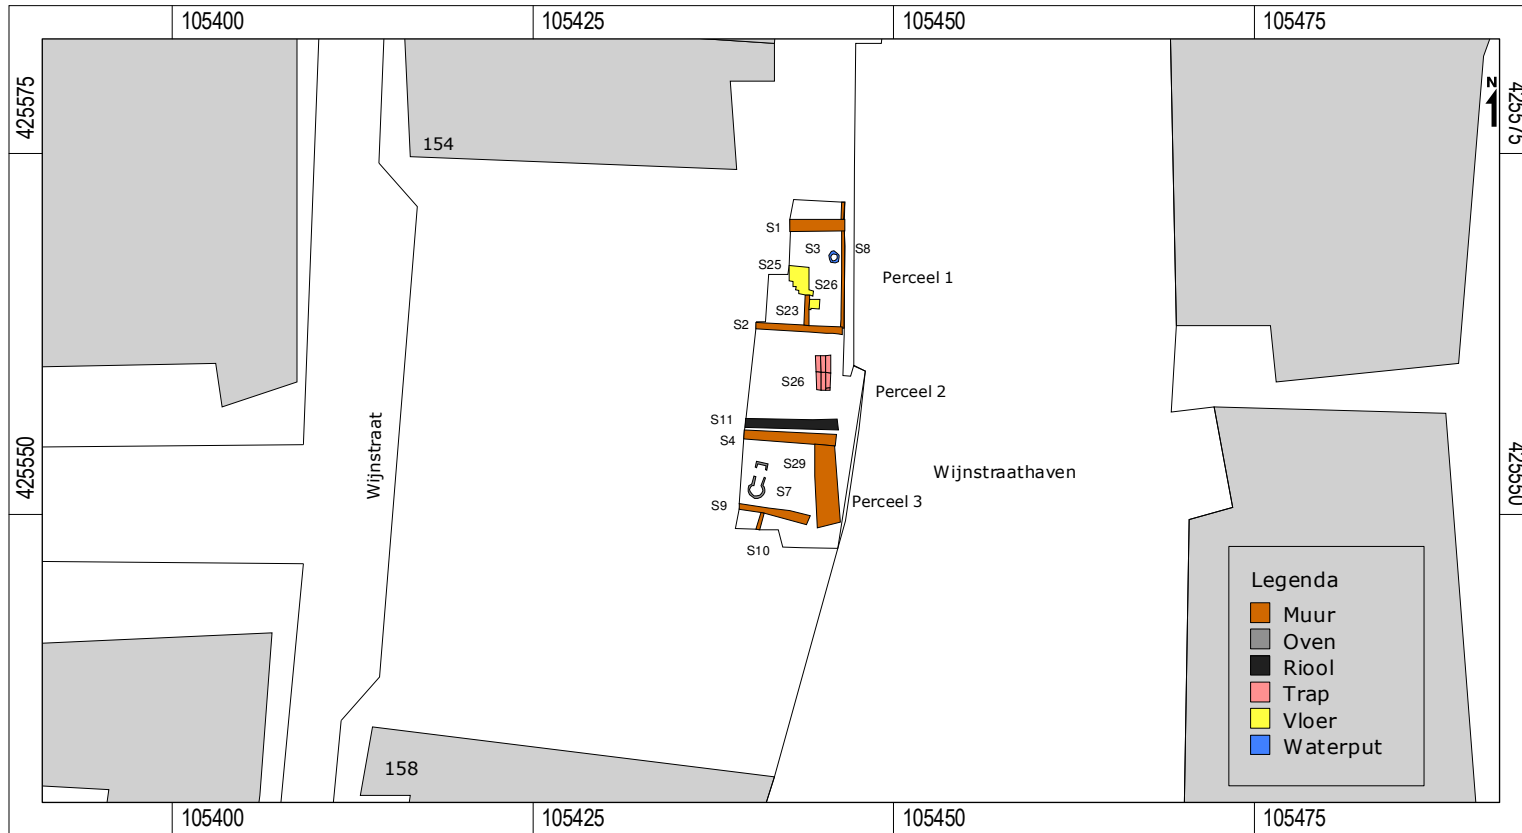 105400
105425
105450
105475
N
425575
425575
154
S1
S3
S8
S25
Perceel 1
S26
S23
S2
S26
Perceel 2
S11
S4
Wijnstraat
S29
Wijnstraathaven
425550
425550
S7
Perceel 3
S9
S10
Legenda
Muur
Oven
Riool
Trap
Vloer
Waterput
158
105400
105425
105450
105475